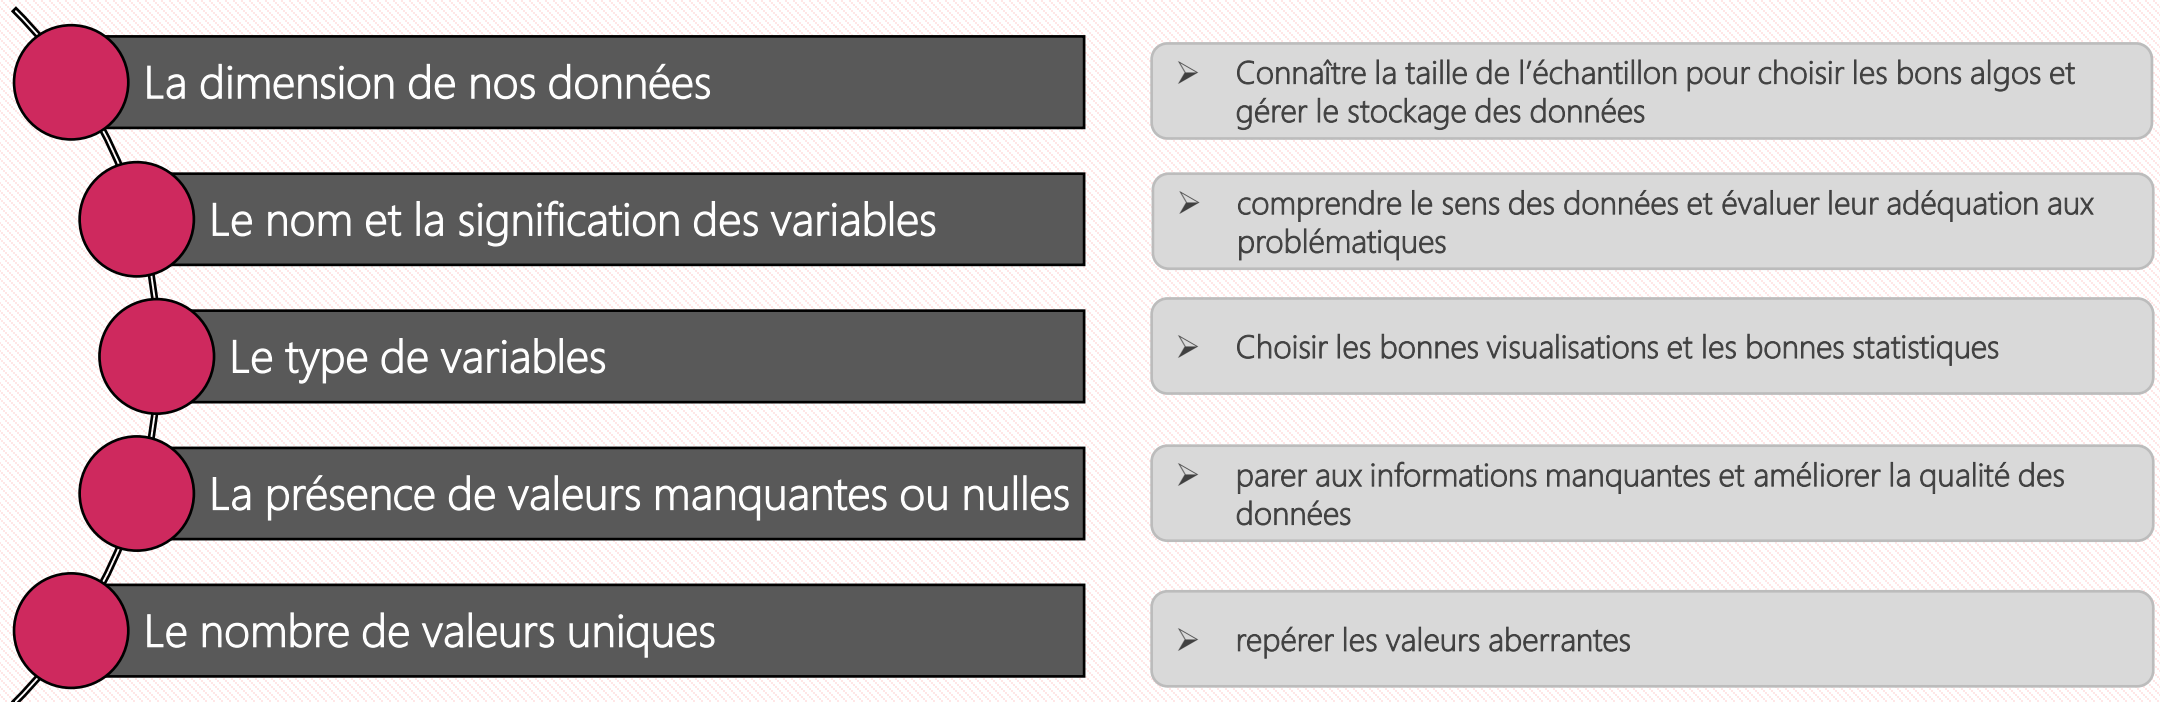 La dimension de nos données
➢ Connaître la taille de l’échantillon pour choisir les bons algos et
gérer le stockage des données
Le nom et la signification des variables
➢ comprendre le sens des données et évaluer leur adéquation aux
problématiques
Le type de variables
➢ Choisir les bonnes visualisations et les bonnes statistiques
La présence de valeurs manquantes ou nulles
➢ parer aux informations manquantes et améliorer la qualité des
données
Le nombre de valeurs uniques
➢ repérer les valeurs aberrantes